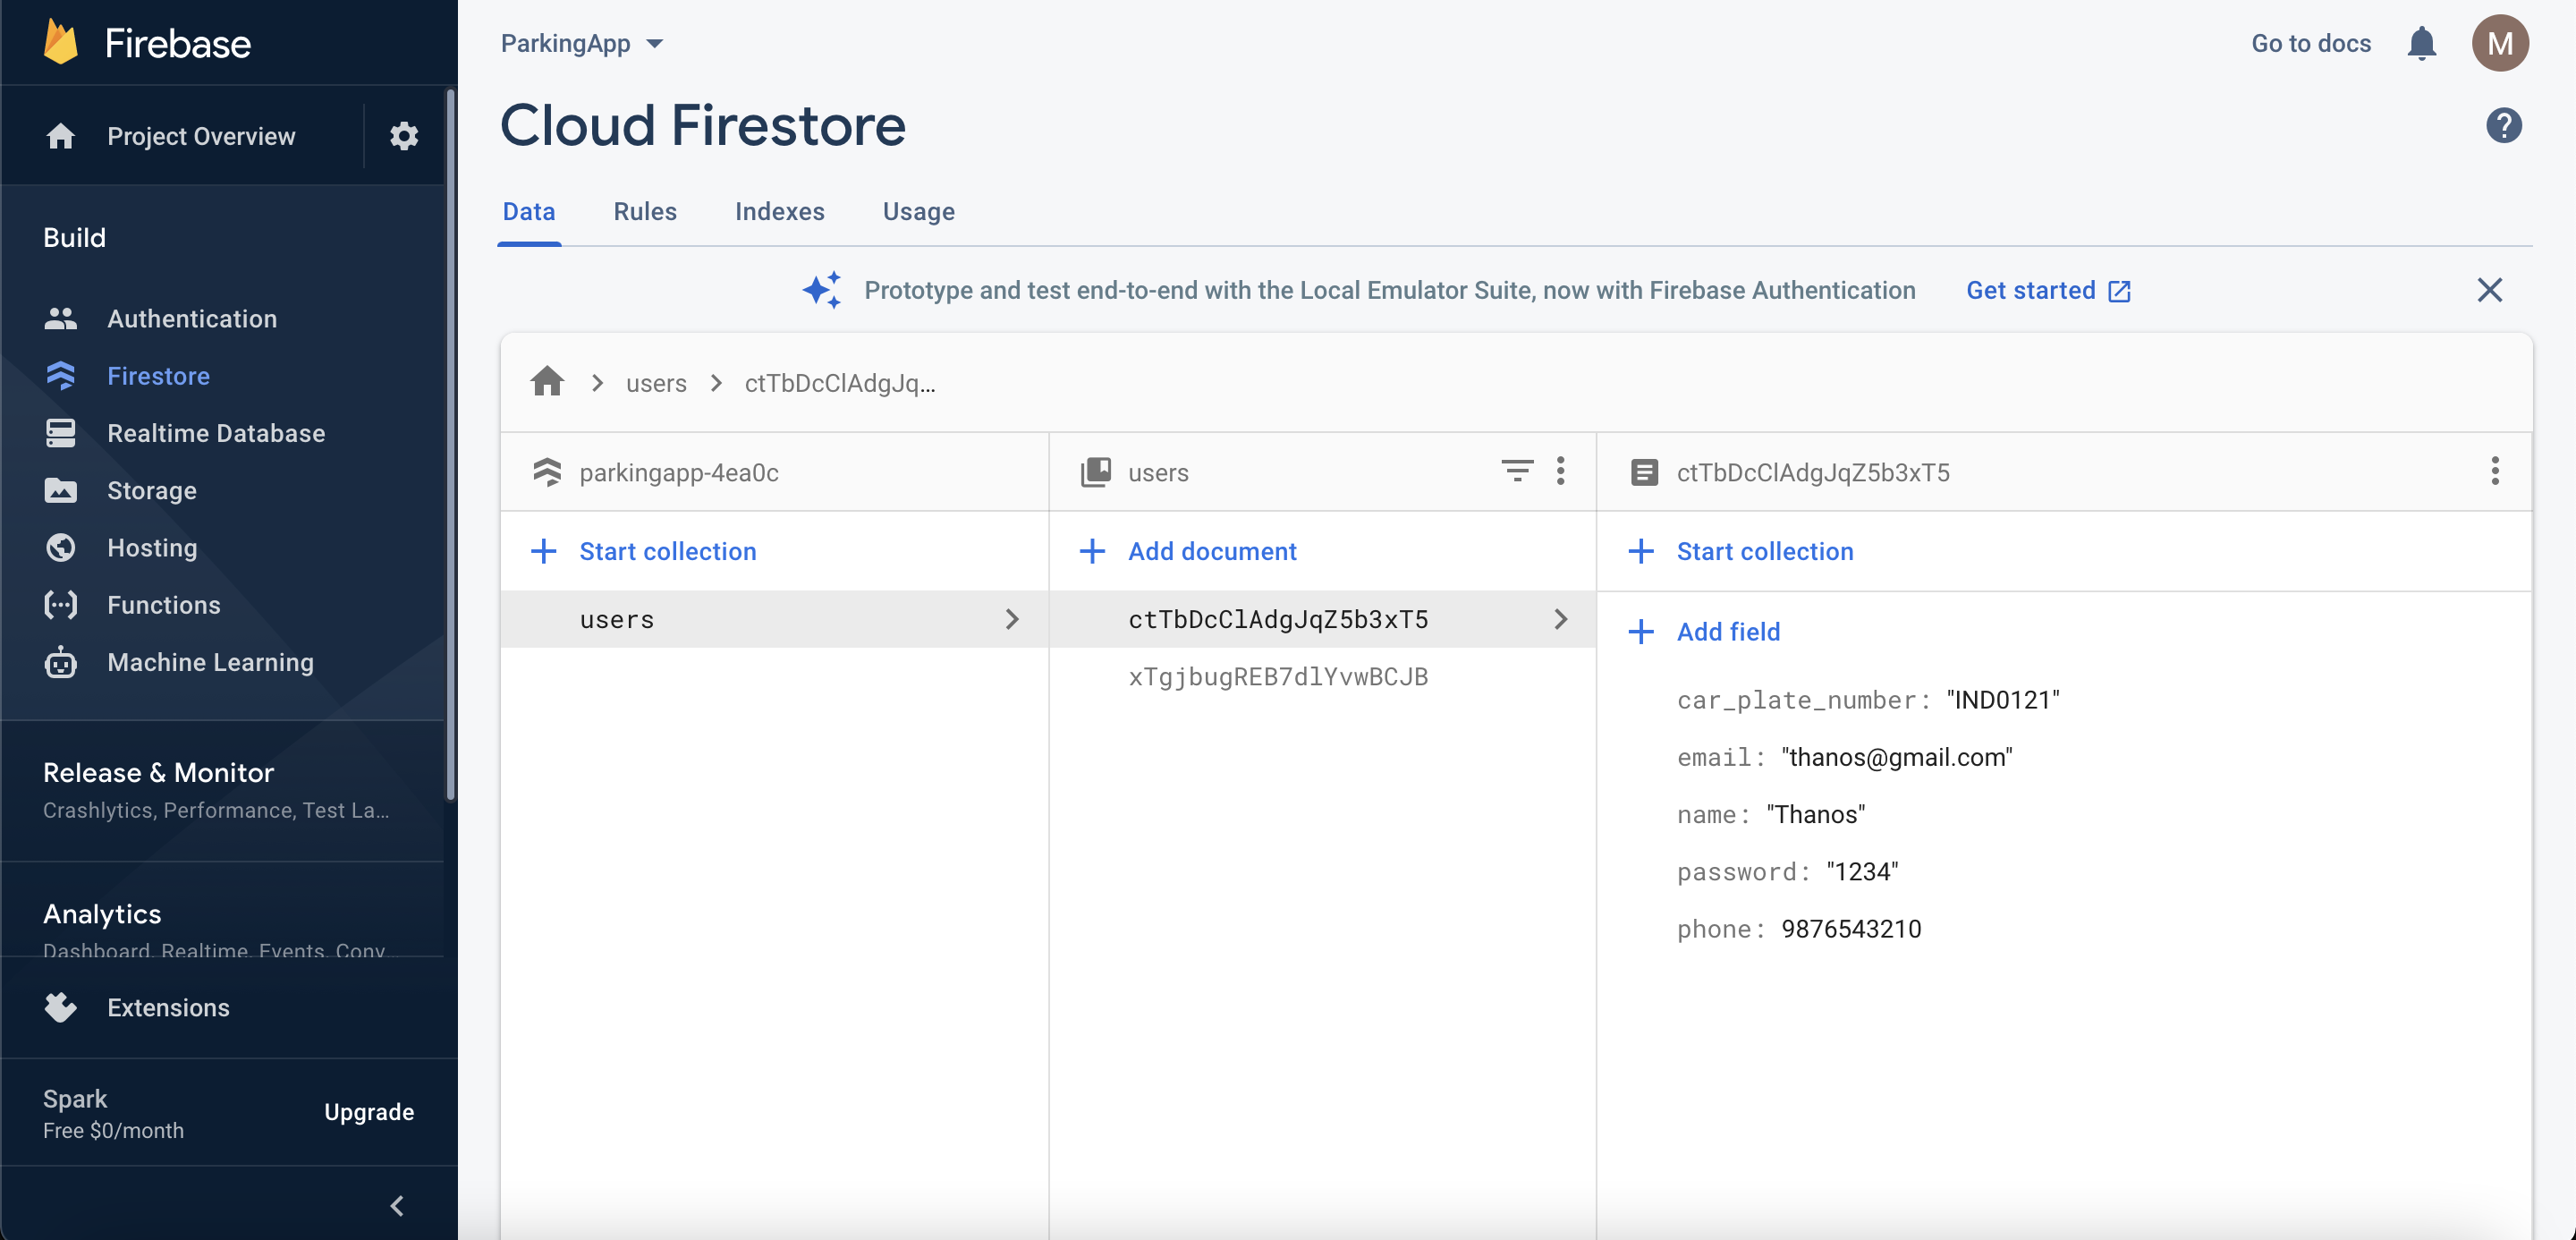 Firebase
Project Overview
Build
Authentication
Firestore
Realtime Database
Storage
Hosting
Functions
Machine Learning
Release & Monitor
Crashlytics, Performance, Test La...
Analytics
Dashboard, Realtime, Events, Conv...
Extensions
Spark
Free $0/month
Upgrade
ParkingApp
Go to docs
M
Cloud Firestore
?
Data Rules Indexes Usage
Prototype and test end-to-end with the Local Emulator Suite, now with Firebase Authentication Get started
users ctTbDcClAdgJq...
parkingapp-4ea0c
Start collection
users
users
Add document
ctTbDcClAdgJqZ5b3xT5
xTgjbugREB7dlYvwBCJB
ctTbDcClAdgJqZ5b3xT5
Start collection
Add field
car_plate_number: "IND0121"
email: "thanos@gmail.com"
name: "Thanos"
password: "1234"
phone: 9876543210